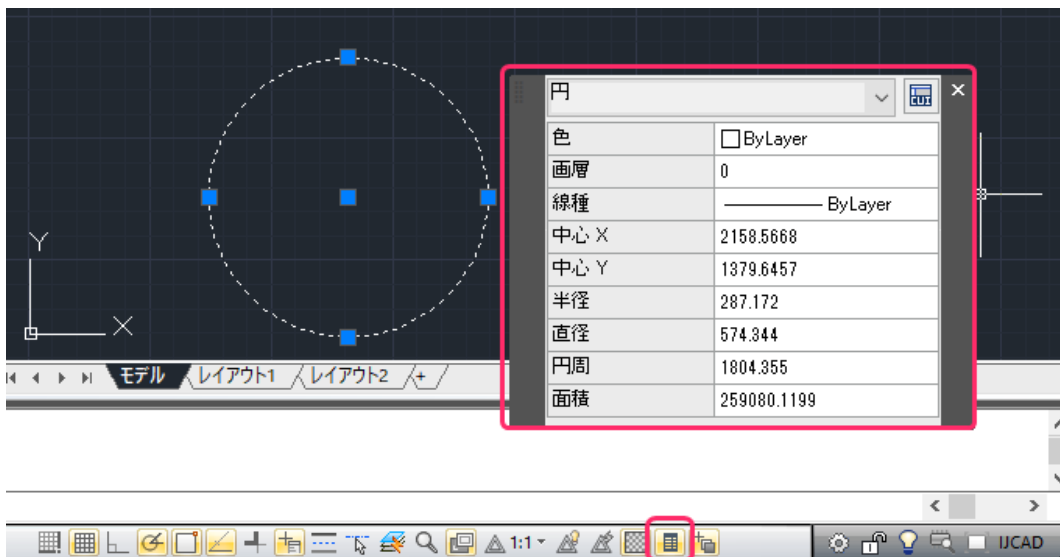 円
CUI
色 ByLayer
画層 0
線種 ByLayer
中心 X 2158.5668
中心 Y 1379.6457
半径 287.172
直径 574.344
円周 1804.355
面積 259080.1199
Y
X
モデル レイアウト1 レイアウト2 +
1:1 IJCAD